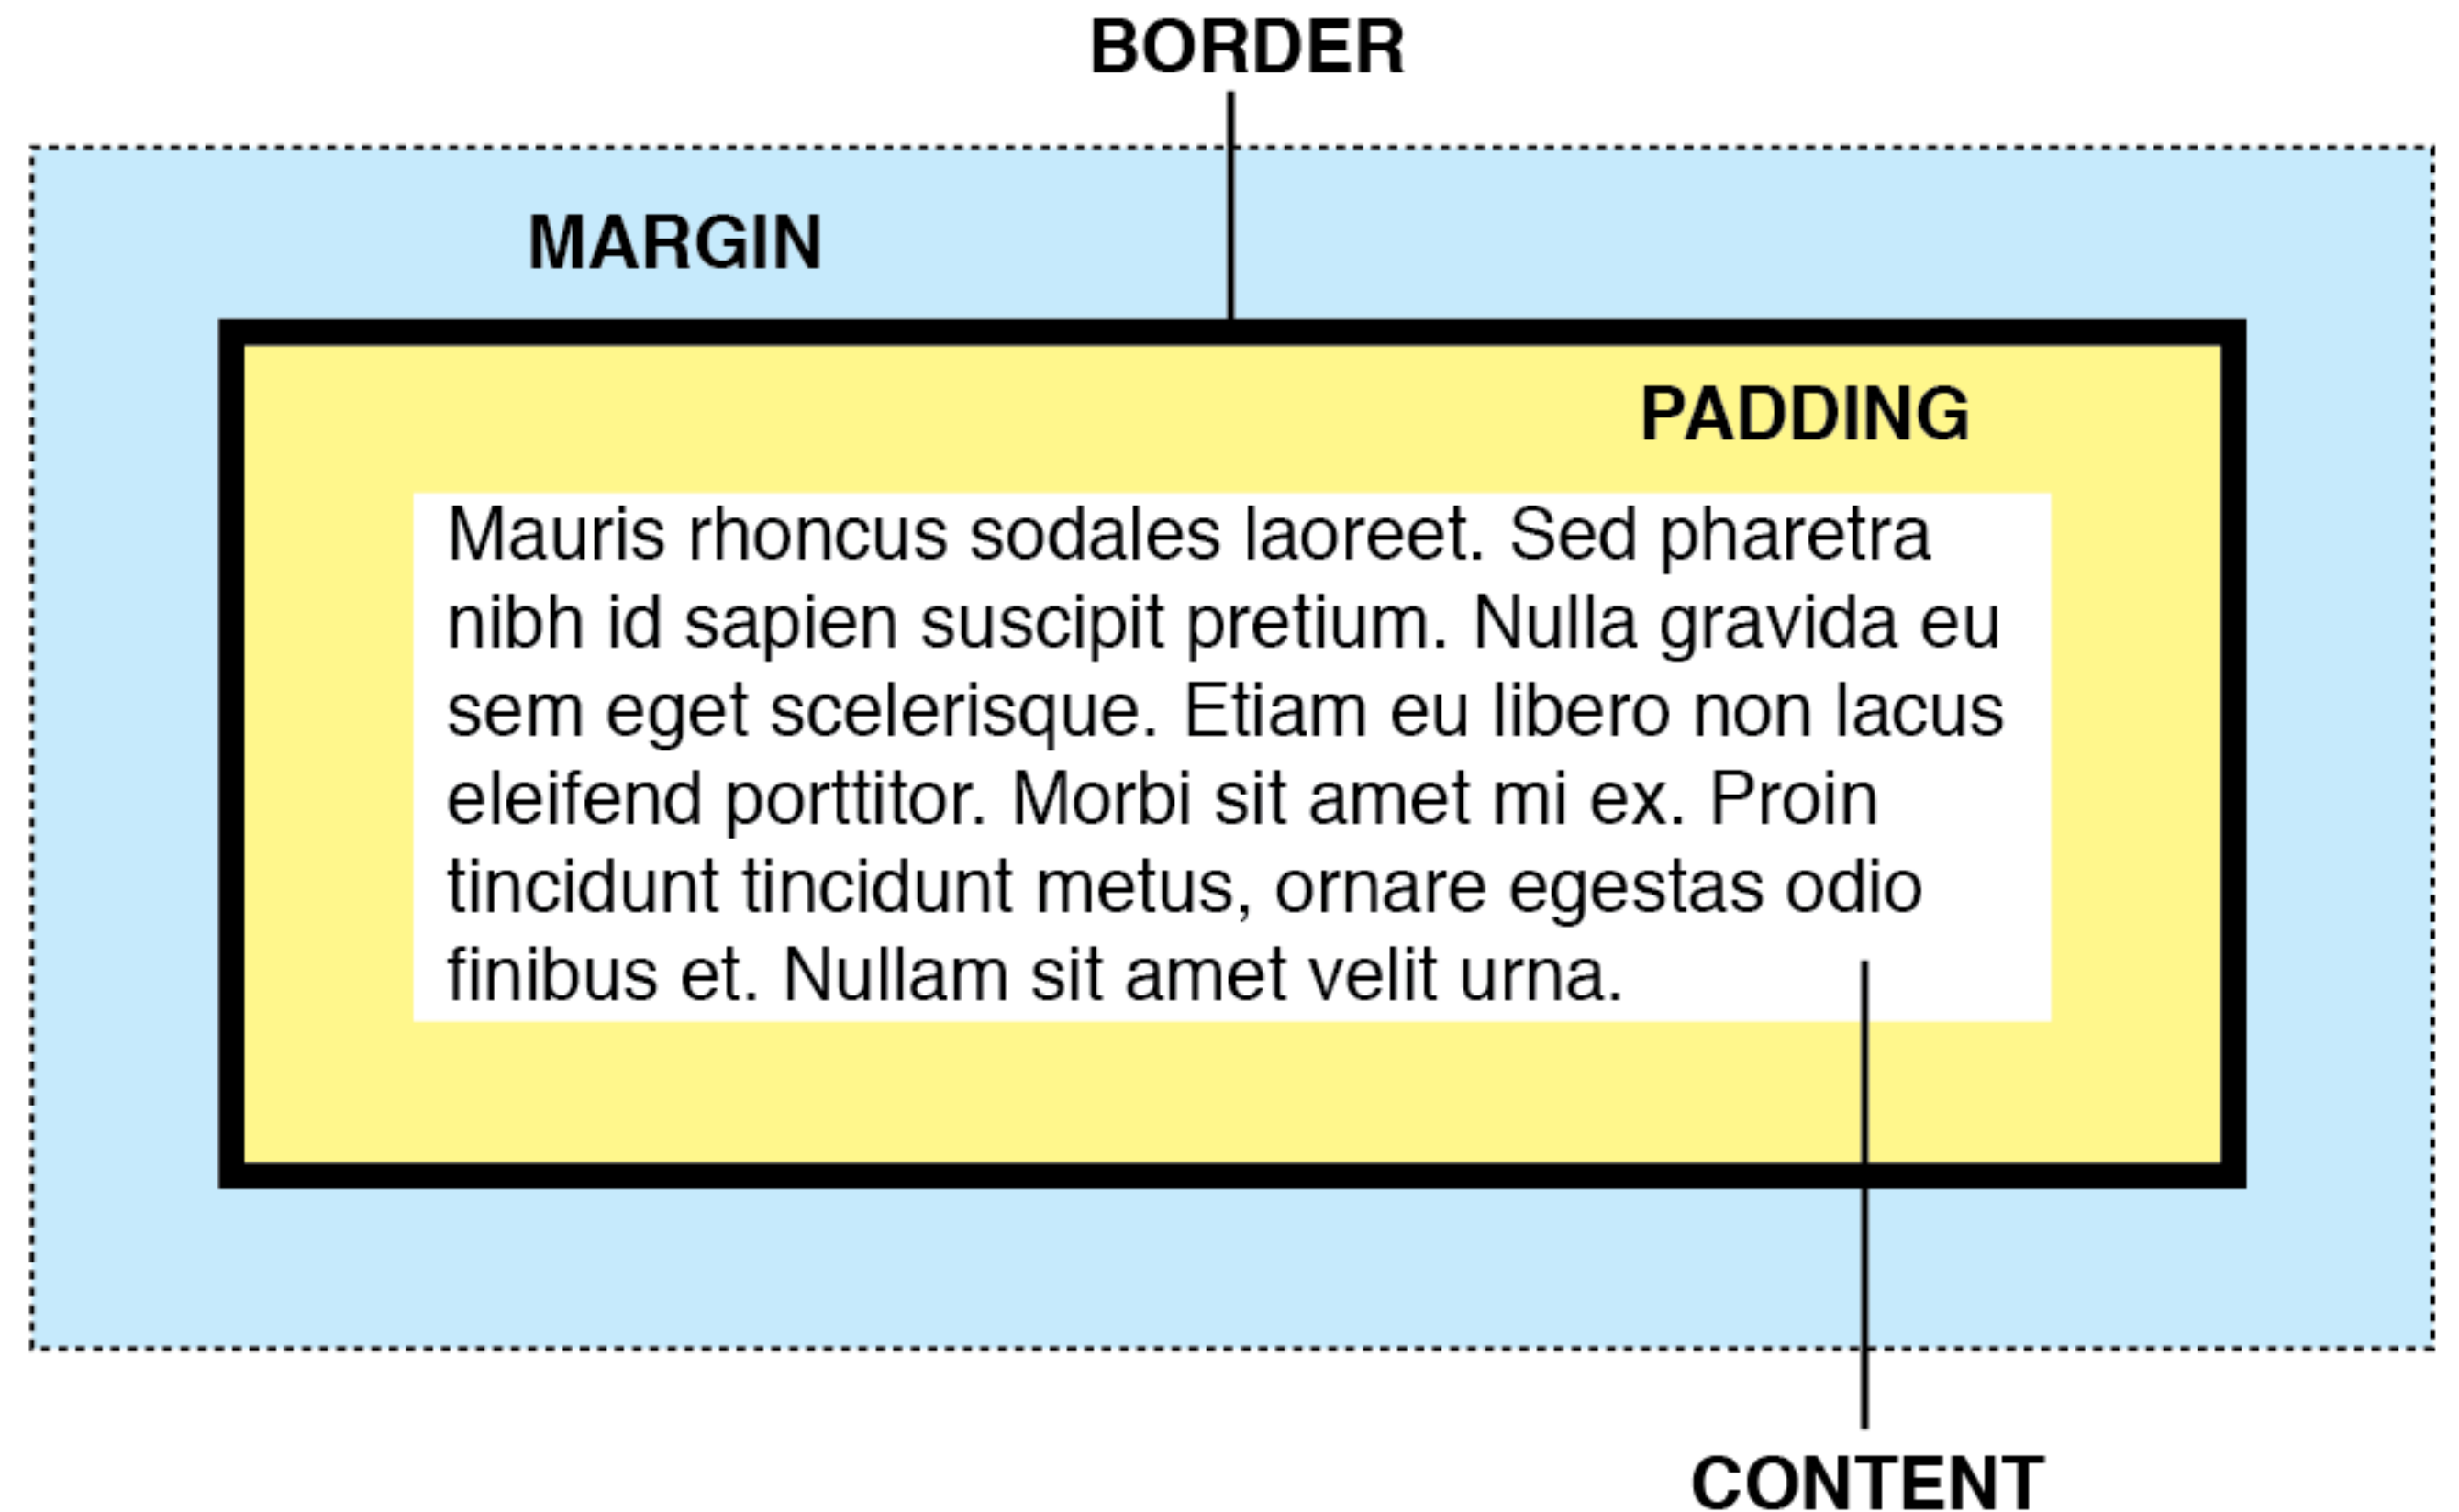 BORDER
MARGIN
PADDING
Mauris rhoncus sodales laoreet. Sed pharetra
nibh id sapien suscipit pretium. Nulla gravida eu
sem eget scelerisque. Etiam eu libero non lacus
eleifend porttitor. Morbi sit amet mi ex. Proin
tincidunt tincidunt metus, ornare egestas odio
finibus et. Nullam sit amet velit urna.
CONTENT